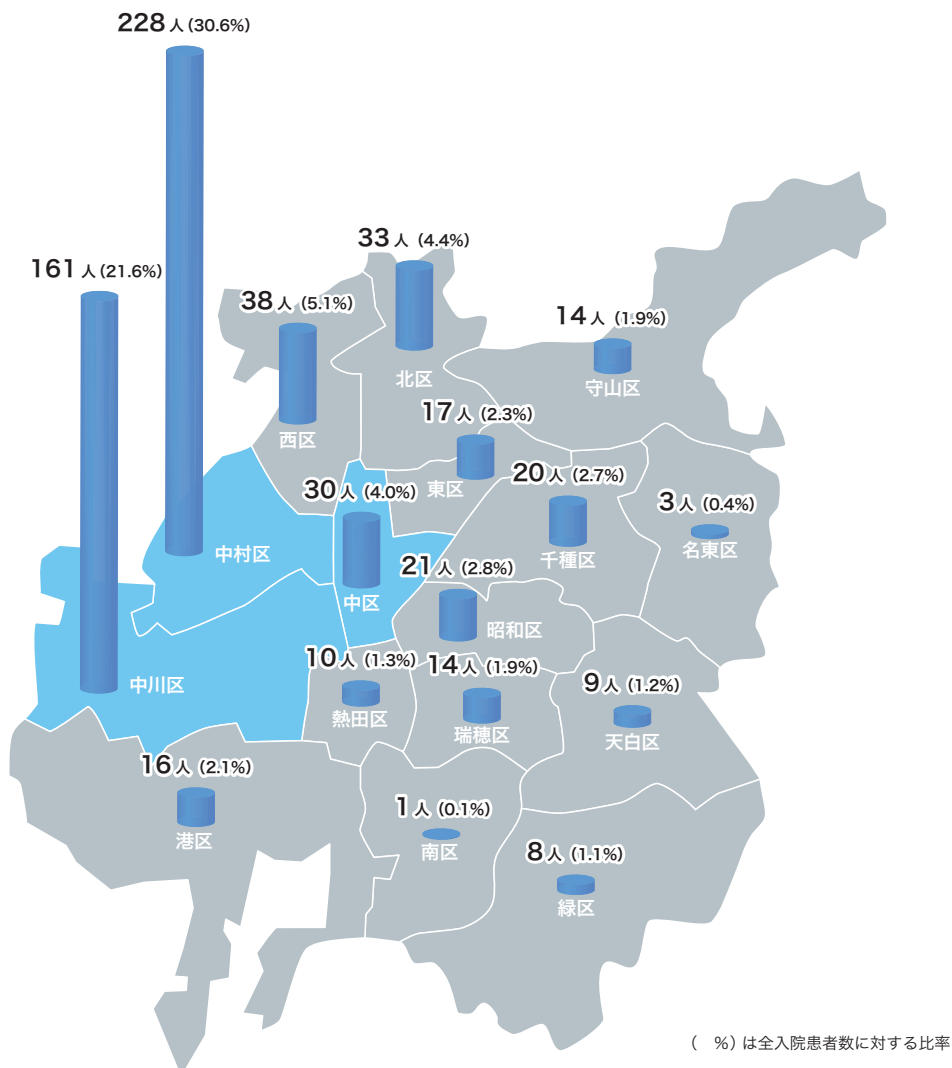 228人(30.6%)
161人(21.6%)
33人(4.4%)
38人(5.1%)
14人(1.9%)
北区
守山区
17人(2.3%)
西区
20人(2.7%)
30人(4.0%)
東区
3人(0.4%)
中村区
千種区
名東区
21人(2.8%)
中区
昭和区
10人(1.3%)
14人(1.9%)
中川区
9人(1.2%)
熱田区
瑞穂区
天白区
16人(2.1%)
1人(0.1%)
港区
南区
8人(1.1%)
緑区
(　%)は全入院患者数に対する比率